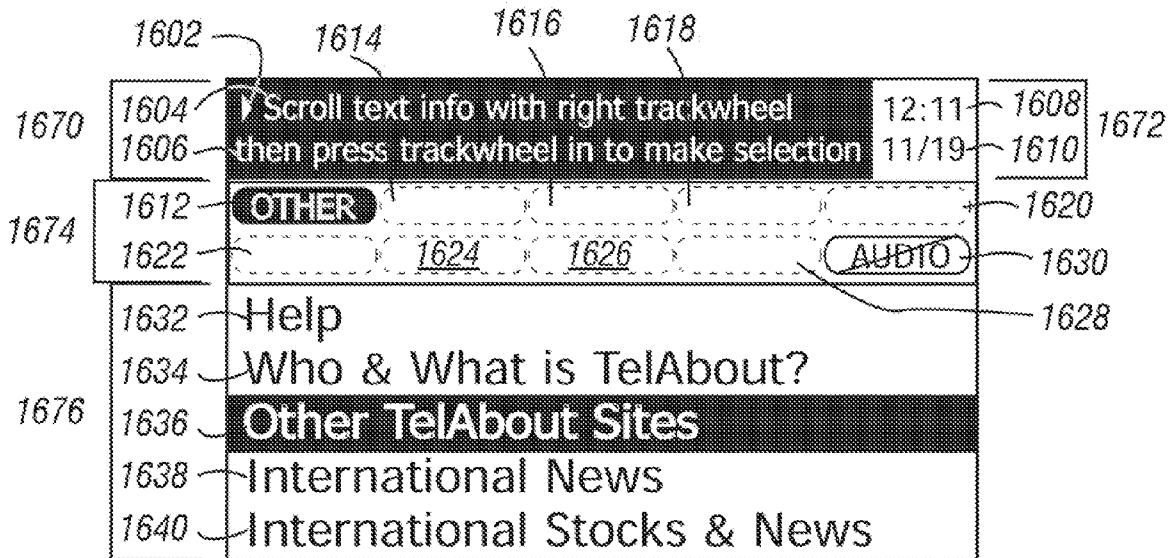 1602 1614 1616 1618
1670 1604 Scroll text info with right trackwheel 12:11 1608 1672
1606 then press trackwheel in to make selection 11/19 1610
1674 1612 OTHER 1620
1622 1624 1626 AUDIO 1630
1632 Help 1628
1634 Who & What is TelAbout?
1676 1636 Other TelAbout Sites
1638 International News
1640 International Stocks & News